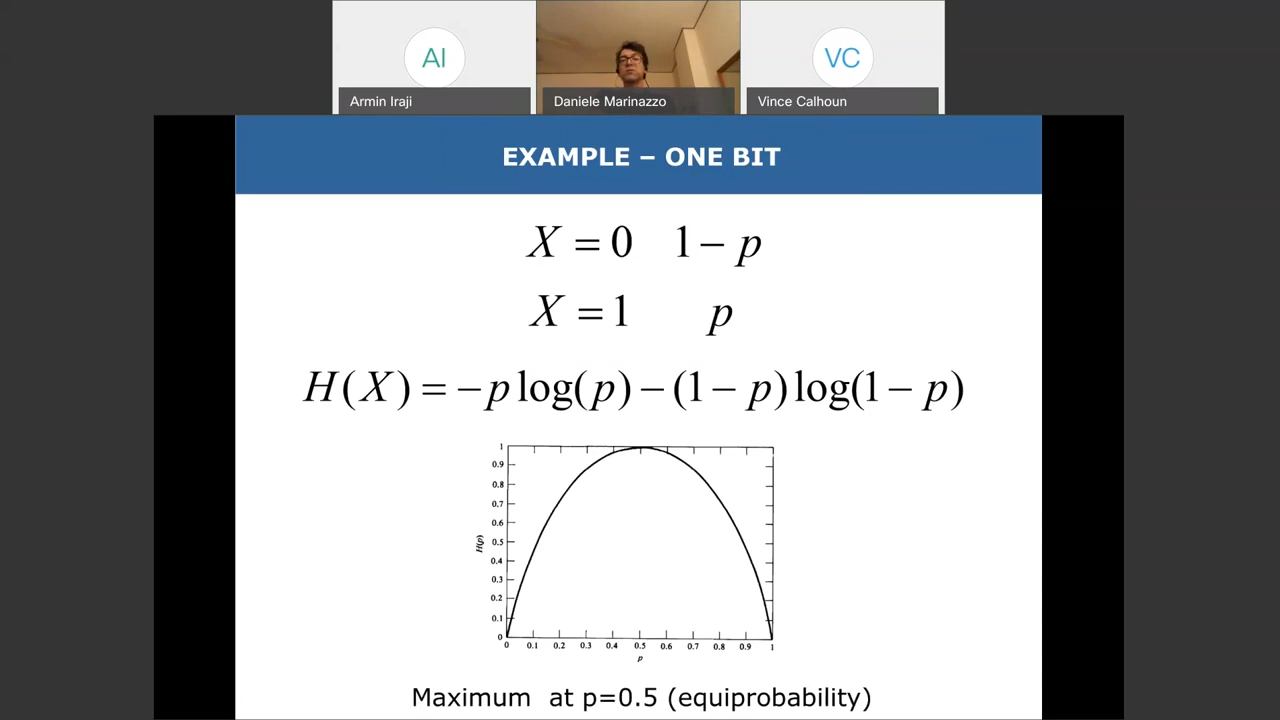 AI
VC
Armin Iraji
Daniele Marinazzo
Vince Calhoun
EXAMPLE – ONE BIT
X = 0 1 – p
X = 1 p
H(X) = –p log(p) – (1 – p) log(1 – p)
1
0.9
0.8
0.7
0.6
0.5
0.4
0.3
0.2
0.1
0
H(p)
0 0.1 0.2 0.3 0.4 0.5 0.6 0.7 0.8 0.9 1
p
Maximum at p=0.5 (equiprobability)